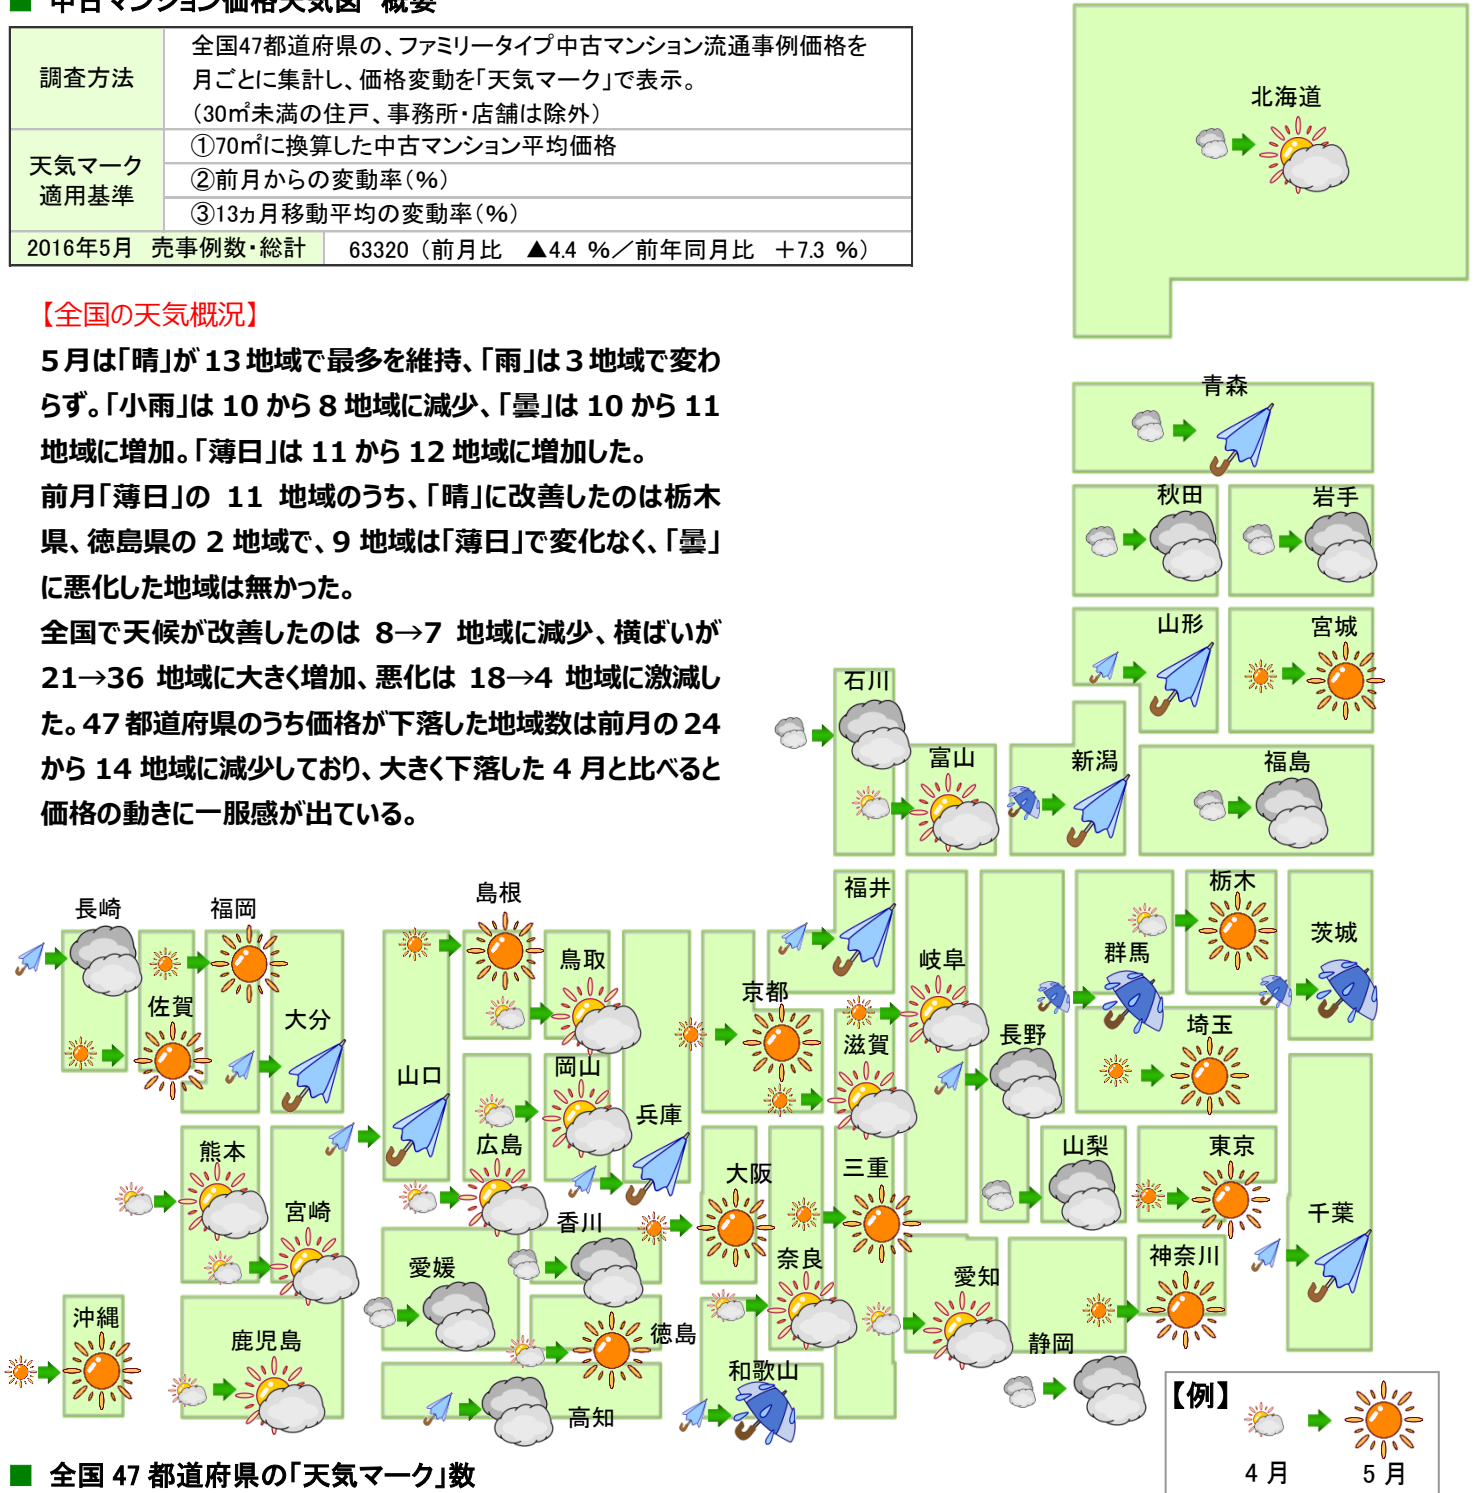 ■ 中古マンション価格天気図 概要
調査方法
全国47都道府県の、ファミリータイプ中古マンション流通事例価格を
月ごとに集計し、価格変動を「天気マーク」で表示。
（30㎡未満の住戸、事務所・店舗は除外）
天気マーク
適用基準
①70㎡に換算した中古マンション平均価格
②前月からの変動率（％）
③13ヵ月移動平均の変動率（％）
2016年5月 売事例数・総計 63320（前月比 ▲4.4 ％／前年同月比 ＋7.3 ％）
【全国の天気概況】
５月は「晴」が 13 地域で最多を維持、「雨」は 3 地域で変わ
らず。「小雨」は 10 から 8 地域に減少、「曇」は 10 から 11
地域に増加。「薄日」は 11 から 12 地域に増加した。
前月「薄日」の 11 地域のうち、「晴」に改善したのは栃木
県、徳島県の 2 地域で、9 地域は「薄日」で変化なく、「曇」
に悪化した地域は無かった。
全国で天候が改善したのは 8→7 地域に減少、横ばいが
21→36 地域に大きく増加、悪化は 18→4 地域に激減し
た。47 都道府県のうち価格が下落した地域数は前月の 24
から 14 地域に減少しており、大きく下落した 4 月と比べると
価格の動きに一服感が出ている。
北海道
青森
秋田
岩手
山形
宮城
石川
富山
新潟
福島
長崎
福岡
島根
福井
栃木
茨城
群馬
岐阜
鳥取
佐賀
大分
京都
滋賀
長野
埼玉
山口
岡山
兵庫
熊本
広島
大阪
三重
山梨
東京
宮崎
香川
千葉
愛媛
奈良
愛知
神奈川
沖縄
鹿児島
徳島
静岡
和歌山
高知
【例】
4 月 5 月
■ 全国 47 都道府県の「天気マーク」数